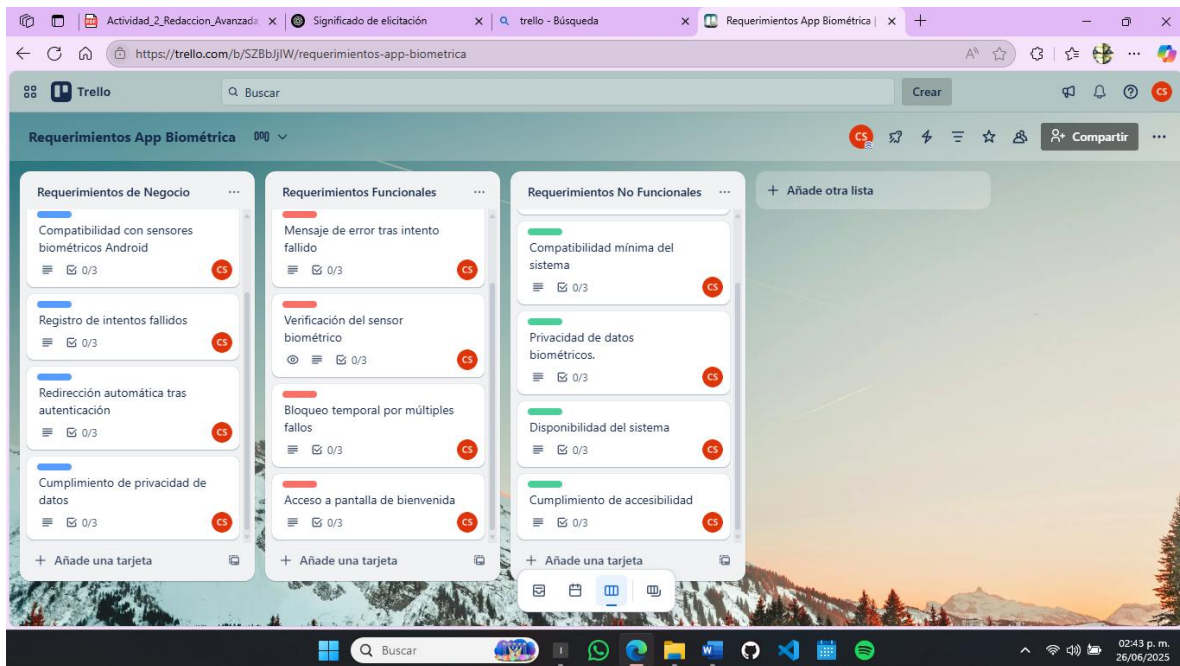 Actividad_2_Redaccion_Avanzada
Significado de elicitación
trello - Búsqueda
Requerimientos App Biométrica |
https://trello.com/b/SZBbJjIW/requerimientos-app-biometrica
Trello
Buscar
Crear
CS
Requerimientos App Biométrica
CS
Compartir
Requerimientos de Negocio
Compatibilidad con sensores
biométricos Android
0/3
CS
Registro de intentos fallidos
0/3
CS
Redirección automática tras
autenticación
0/3
CS
Cumplimiento de privacidad de
datos
0/3
CS
Añade una tarjeta
Requerimientos Funcionales
Mensaje de error tras intento
fallido
0/3
CS
Verificación del sensor
biométrico
0/3
CS
Bloqueo temporal por múltiples
fallos
0/3
CS
Acceso a pantalla de bienvenida
0/3
CS
Añade una tarjeta
Requerimientos No Funcionales
Compatibilidad mínima del
sistema
0/3
CS
Privacidad de datos
biométricos.
0/3
CS
Disponibilidad del sistema
0/3
CS
Cumplimiento de accesibilidad
0/3
CS
Añade una tarjeta
Añade otra lista
Buscar
02:43 p. m.
26/06/2025